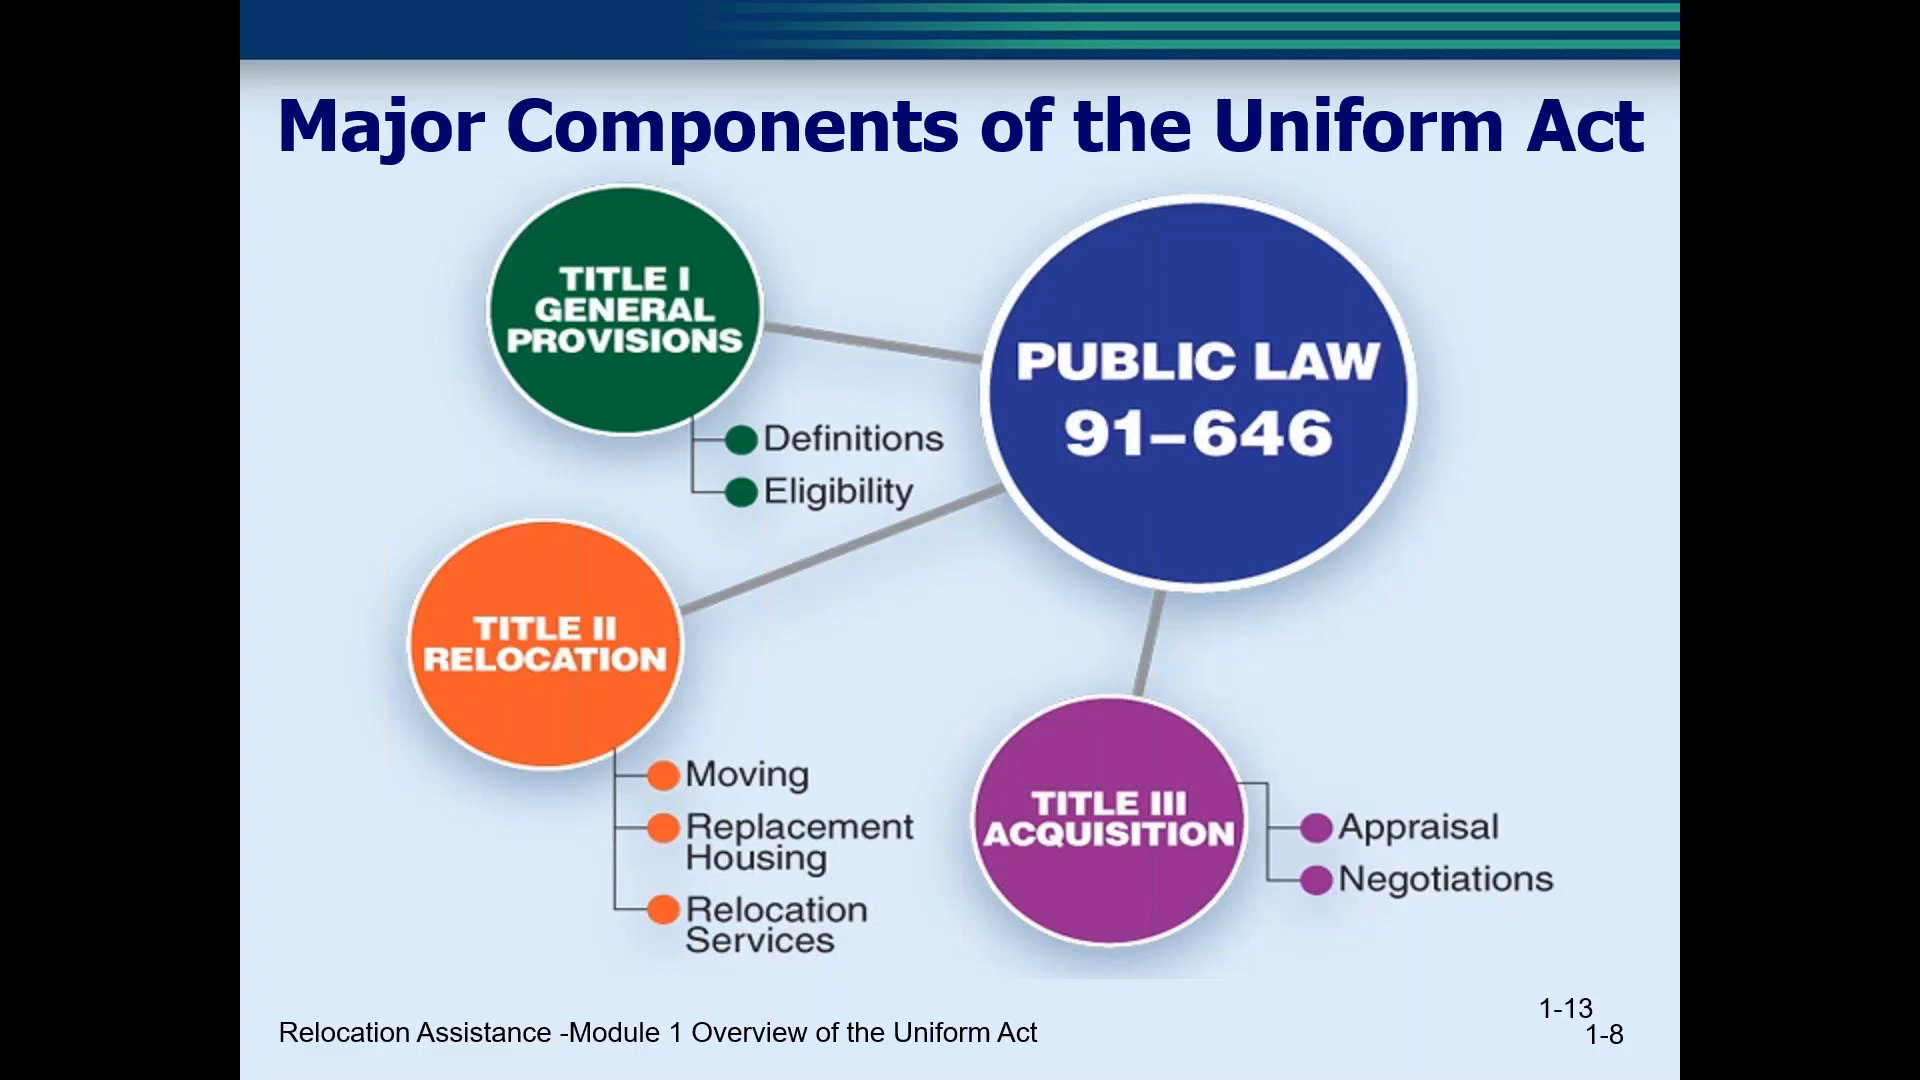 Major Components of the Uniform Act
TITLE I
GENERAL
PROVISIONS
Definitions
Eligibility
PUBLIC LAW
91–646
TITLE II
RELOCATION
Moving
Replacement
Housing
Relocation
Services
TITLE III
ACQUISITION
Appraisal
Negotiations
Relocation Assistance -Module 1 Overview of the Uniform Act
1-13
1-8